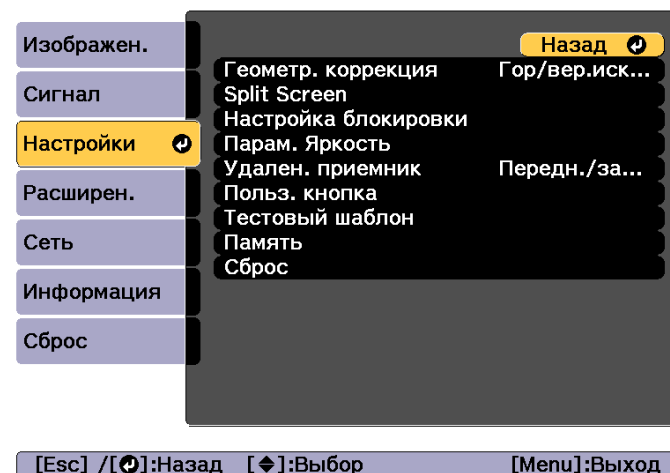 Изображен.
Сигнал
Настройки
Расширен.
Сеть
Информация
Сброс
Назад
Геометр. коррекция Гор/вер.иск...
Split Screen
Настройка блокировки
Парам. Яркость
Удален. приемник Передн./за...
Польз. кнопка
Тестовый шаблон
Память
Сброс
[Esc] /[⏎]:Назад [◆]:Выбор [Menu]:Выход